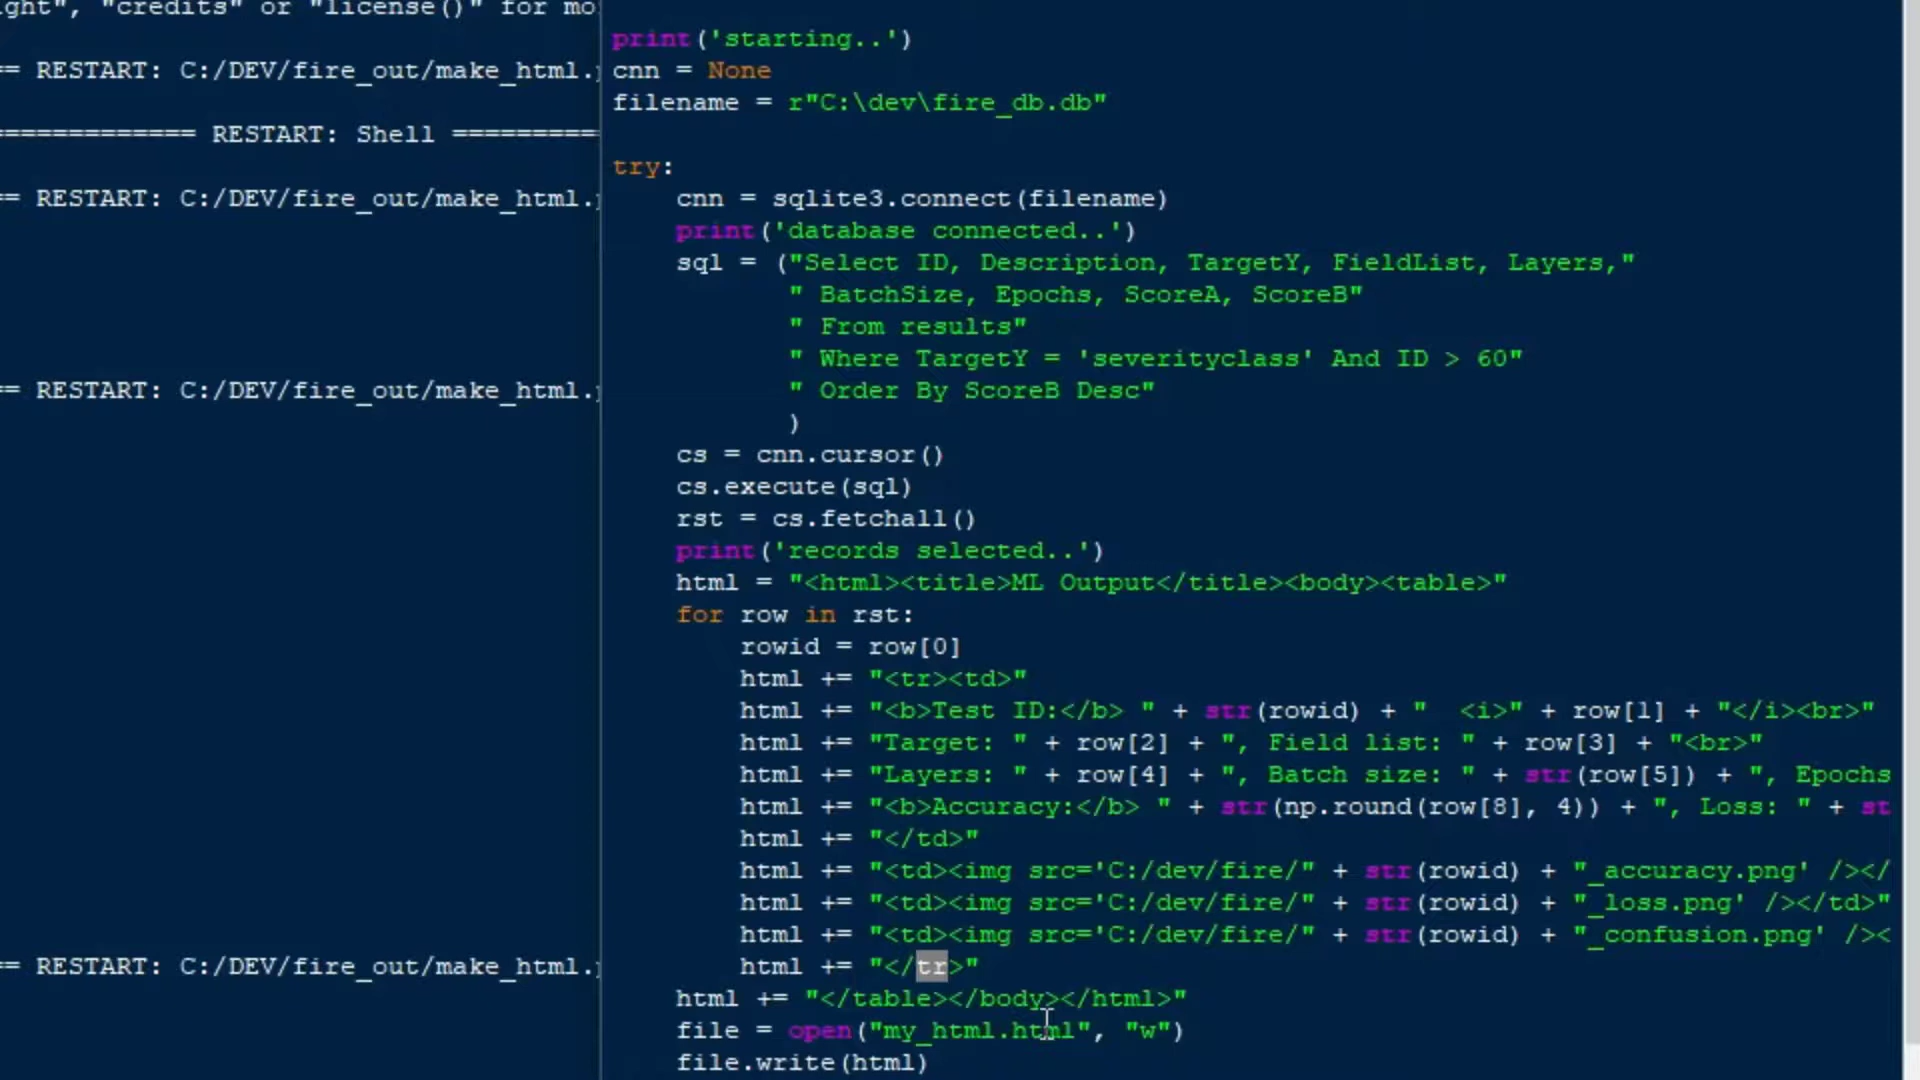 ght", "credits" or "license()" for mo
== RESTART: C:/DEV/fire_out/make_html.
============ RESTART: Shell =========
== RESTART: C:/DEV/fire_out/make_html.
== RESTART: C:/DEV/fire_out/make_html.
== RESTART: C:/DEV/fire_out/make_html.
print('starting..')
cnn = None
filename = r"C:\dev\fire_db.db"
try:
    cnn = sqlite3.connect(filename)
    print('database connected..')
    sql = ("Select ID, Description, TargetY, FieldList, Layers,"
           " BatchSize, Epochs, ScoreA, ScoreB"
           " From results"
           " Where TargetY = 'severityclass' And ID > 60"
           " Order By ScoreB Desc"
           )
    cs = cnn.cursor()
    cs.execute(sql)
    rst = cs.fetchall()
    print('records selected..')
    html = "<html><title>ML Output</title><body><table>"
    for row in rst:
        rowid = row[0]
        html += "<tr><td>"
        html += "<b>Test ID:</b> " + str(rowid) + "  <i>" + row[1] + "</i><br>"
        html += "Target: " + row[2] + ", Field list: " + row[3] + "<br>"
        html += "Layers: " + row[4] + ", Batch size: " + str(row[5]) + ", Epochs
        html += "<b>Accuracy:</b> " + str(np.round(row[8], 4)) + ", Loss: " + st
        html += "</td>"
        html += "<td><img src='C:/dev/fire/" + str(rowid) + "_accuracy.png' /></
        html += "<td><img src='C:/dev/fire/" + str(rowid) + "_loss.png' /></td>"
        html += "<td><img src='C:/dev/fire/" + str(rowid) + "_confusion.png' /><
        html += "</tr>"
    html += "</table></body></html>"
    file = open("my_html.html", "w")
    file.write(html)